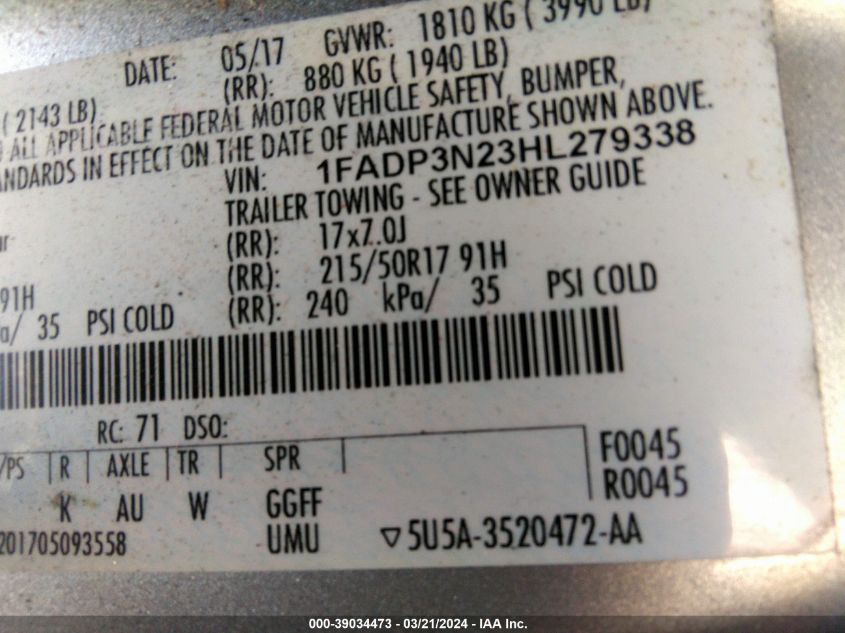 DATE: 05/17 GVWR: 1810 KG ( 3990 LB)
( 2143 LB) (RR): 880 KG ( 1940 LB)
ALL APPLICABLE FEDERAL MOTOR VEHICLE SAFETY, BUMPER,
IN EFFECT ON THE DATE OF MANUFACTURE SHOWN ABOVE.
VIN: 1FADP3N23HL279338
TRAILER TOWING - SEE OWNER GUIDE
(RR): 17x7.0J
91H (RR): 215/50R17 91H
/ 35 PSI COLD (RR): 240 kPa/ 35 PSI COLD
RC: 71 DSO:
/PS R AXLE TR SPR F0045
K AU W GGFF R0045
201705093558 UMU ▽5U5A-3520472-AA
000-39034473 — 03/21/2024 — IAA Inc.